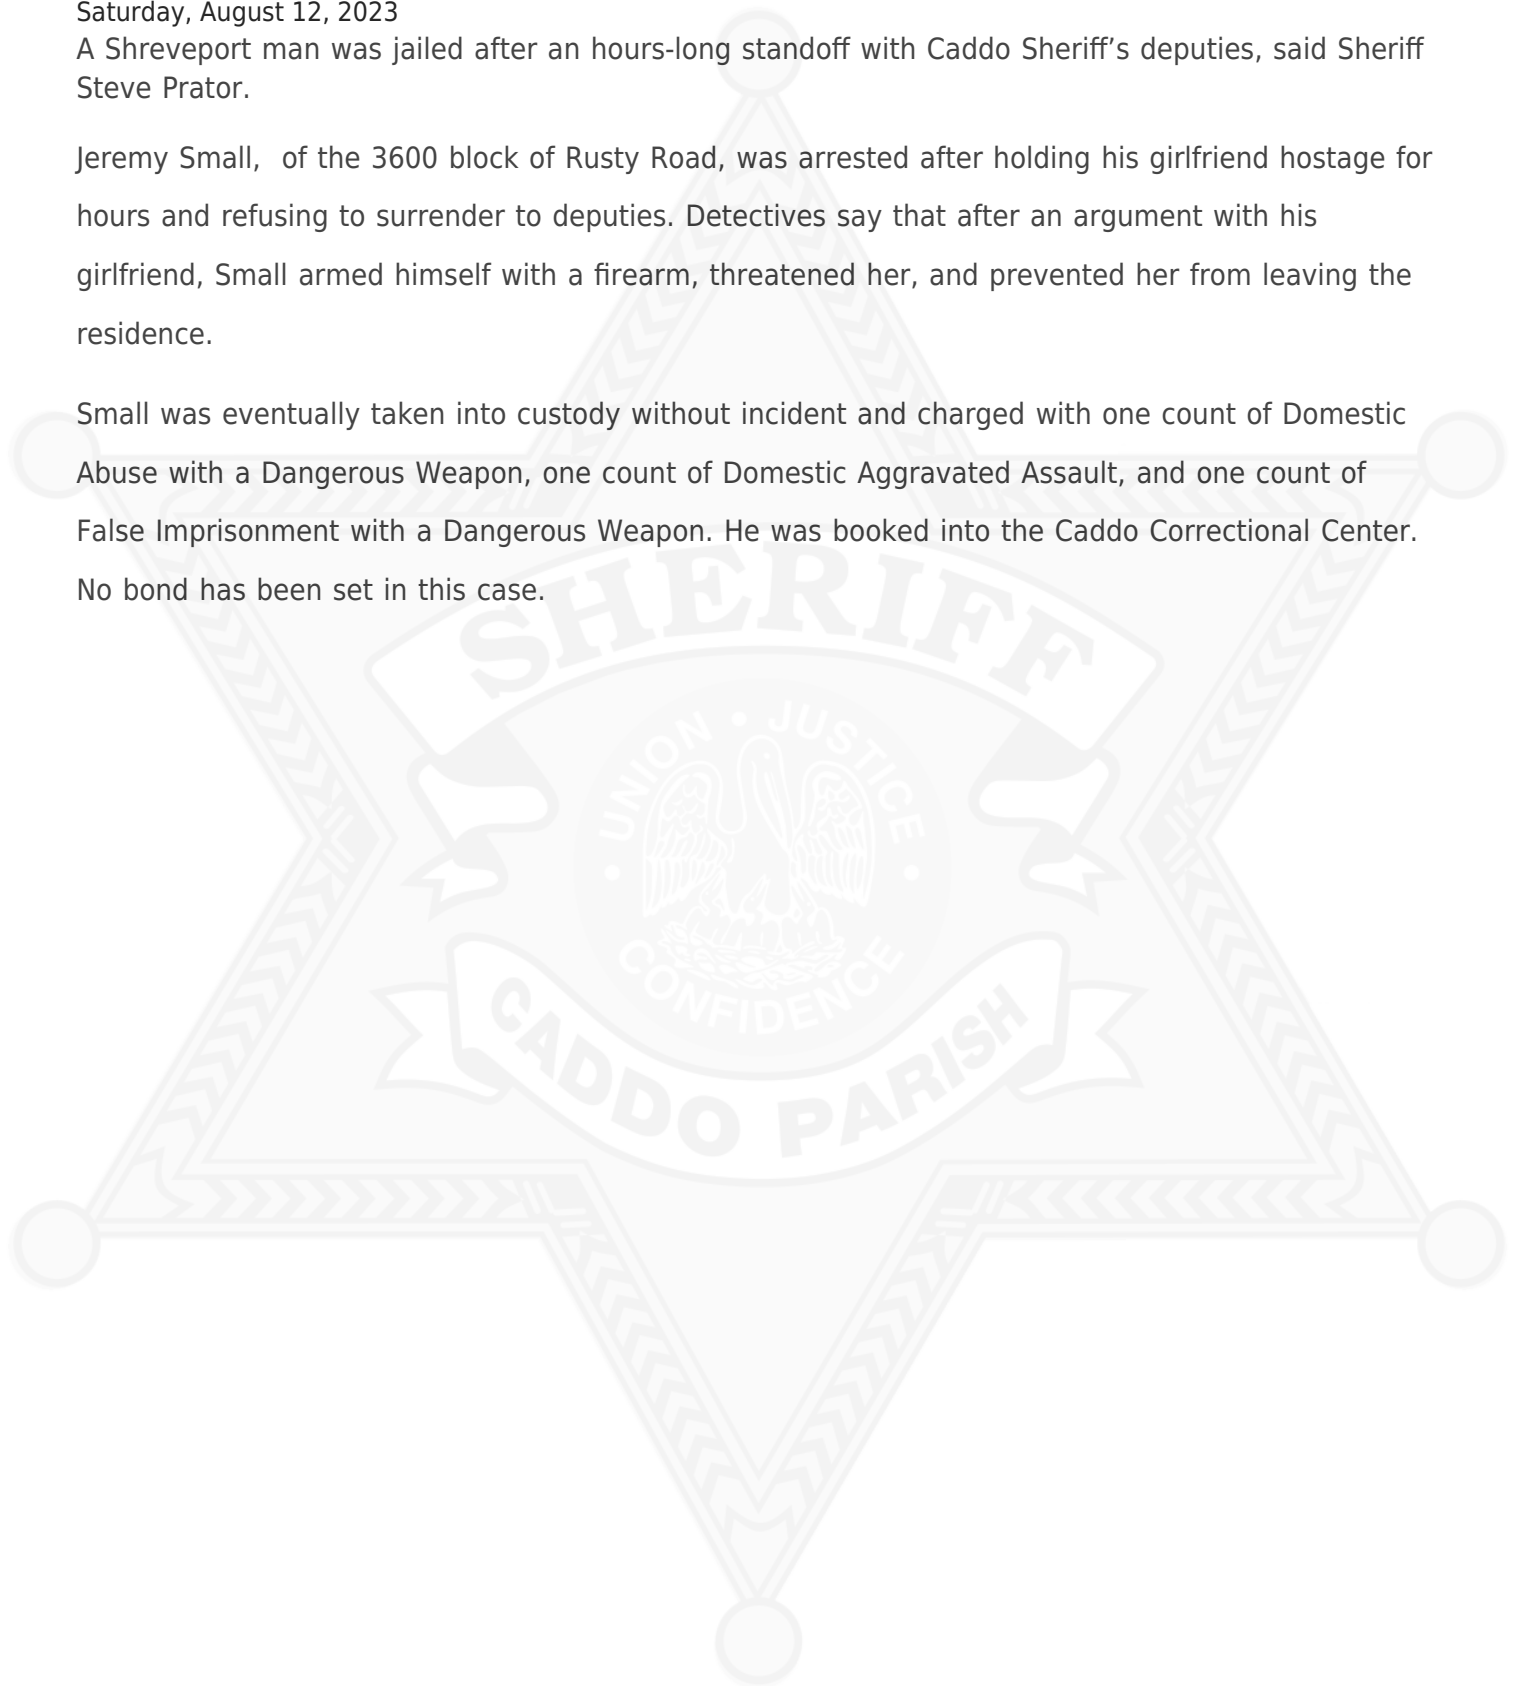 Saturday, August 12, 2023
A Shreveport man was jailed after an hours-long standoff with Caddo Sheriff’s deputies, said Sheriff
Steve Prator.
Jeremy Small,  of the 3600 block of Rusty Road, was arrested after holding his girlfriend hostage for
hours and refusing to surrender to deputies. Detectives say that after an argument with his
girlfriend, Small armed himself with a firearm, threatened her, and prevented her from leaving the
residence.
Small was eventually taken into custody without incident and charged with one count of Domestic
Abuse with a Dangerous Weapon, one count of Domestic Aggravated Assault, and one count of
False Imprisonment with a Dangerous Weapon. He was booked into the Caddo Correctional Center.
No bond has been set in this case.
SHERIFF
UNION • JUSTICE •
• CONFIDENCE
CADDO PARISH